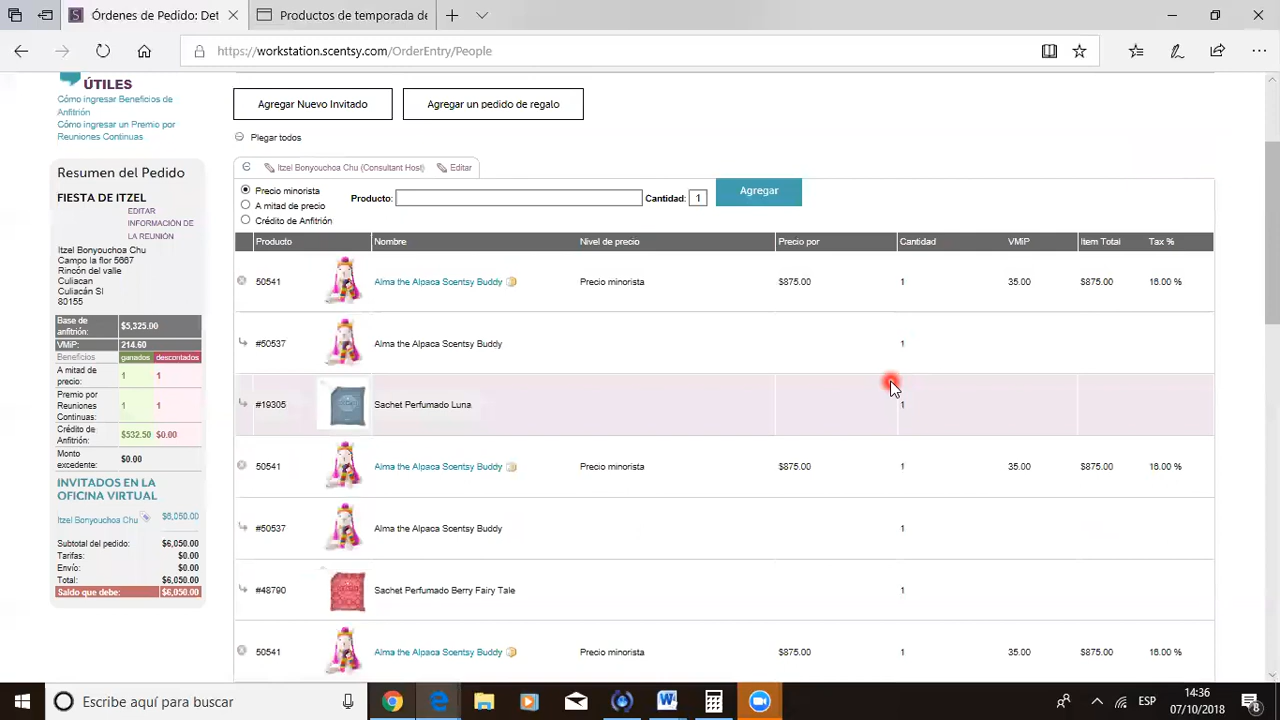 Órdenes de Pedido: Det
Productos de temporada de
https://workstation.scentsy.com/OrderEntry/People
ÚTILES
Cómo ingresar Beneficios de
Anfitrión
Cómo ingresar un Premio por
Reuniones Continuas
Resumen del Pedido
FIESTA DE ITZEL
EDITAR
INFORMACIÓN DE
LA REUNIÓN
Itzel Bonyouchoa Chu
Campo la flor 5667
Rincón del valle
Culiacan
Culiacán SI
80155
Base de anfitrión: $5,325.00
VMiP: 214.60
Beneficios ganados descontados
A mitad de precio: 1 1
Premio por Reuniones Continuas: 1 1
Crédito de Anfitrión: $532.50 $0.00
Monto excedente: $0.00
INVITADOS EN LA
OFICINA VIRTUAL
Itzel Bonyouchoa Chu $6,050.00
Subtotal del pedido: $6,050.00
Tarifas: $0.00
Envío: $0.00
Total: $6,050.00
Saldo que debe: $6,050.00
Agregar Nuevo Invitado
Agregar un pedido de regalo
Plegar todos
Itzel Bonyouchoa Chu (Consultant Host) Editar
Precio minorista
A mitad de precio
Crédito de Anfitrión
Producto: Cantidad: 1 Agregar
Producto Nombre Nivel de precio Precio por Cantidad VMiP Item Total Tax %
50541 Alma the Alpaca Scentsy Buddy Precio minorista $875.00 1 35.00 $875.00 16.00 %
#50537 Alma the Alpaca Scentsy Buddy 1
#19305 Sachet Perfumado Luna 1
50541 Alma the Alpaca Scentsy Buddy Precio minorista $875.00 1 35.00 $875.00 16.00 %
#50537 Alma the Alpaca Scentsy Buddy 1
#48790 Sachet Perfumado Berry Fairy Tale 1
50541 Alma the Alpaca Scentsy Buddy Precio minorista $875.00 1 35.00 $875.00 16.00 %
Escribe aquí para buscar
ESP
14:36
07/10/2018
8